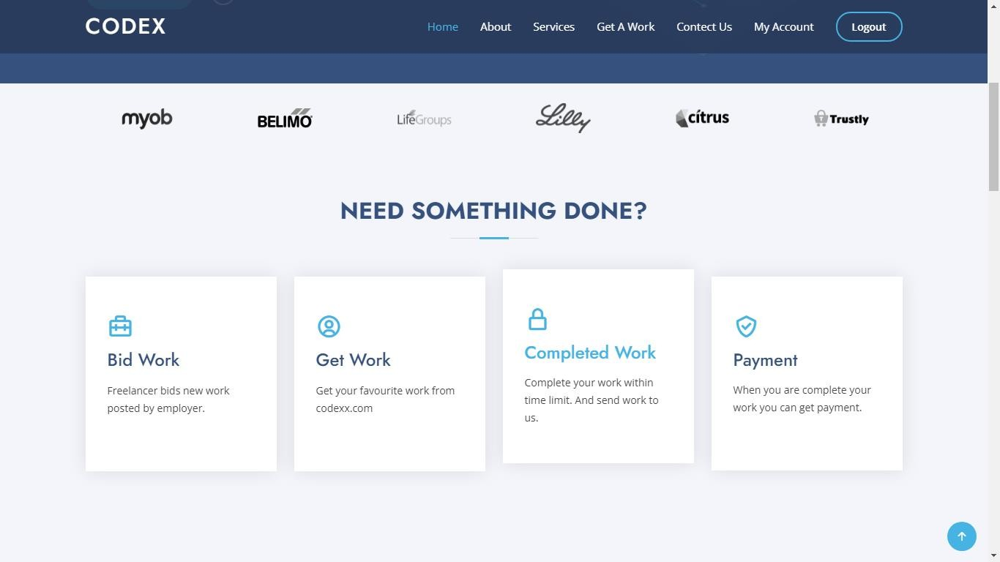 CODEX
Home About Services Get A Work Contect Us My Account Logout
myob BELIMO LifeGroups Lilly citrus Trustly
NEED SOMETHING DONE?
Bid Work
Freelancer bids new work
posted by employer.
Get Work
Get your favourite work from
codexx.com
Completed Work
Complete your work within
time limit. And send work to
us.
Payment
When you are complete your
work you can get payment.